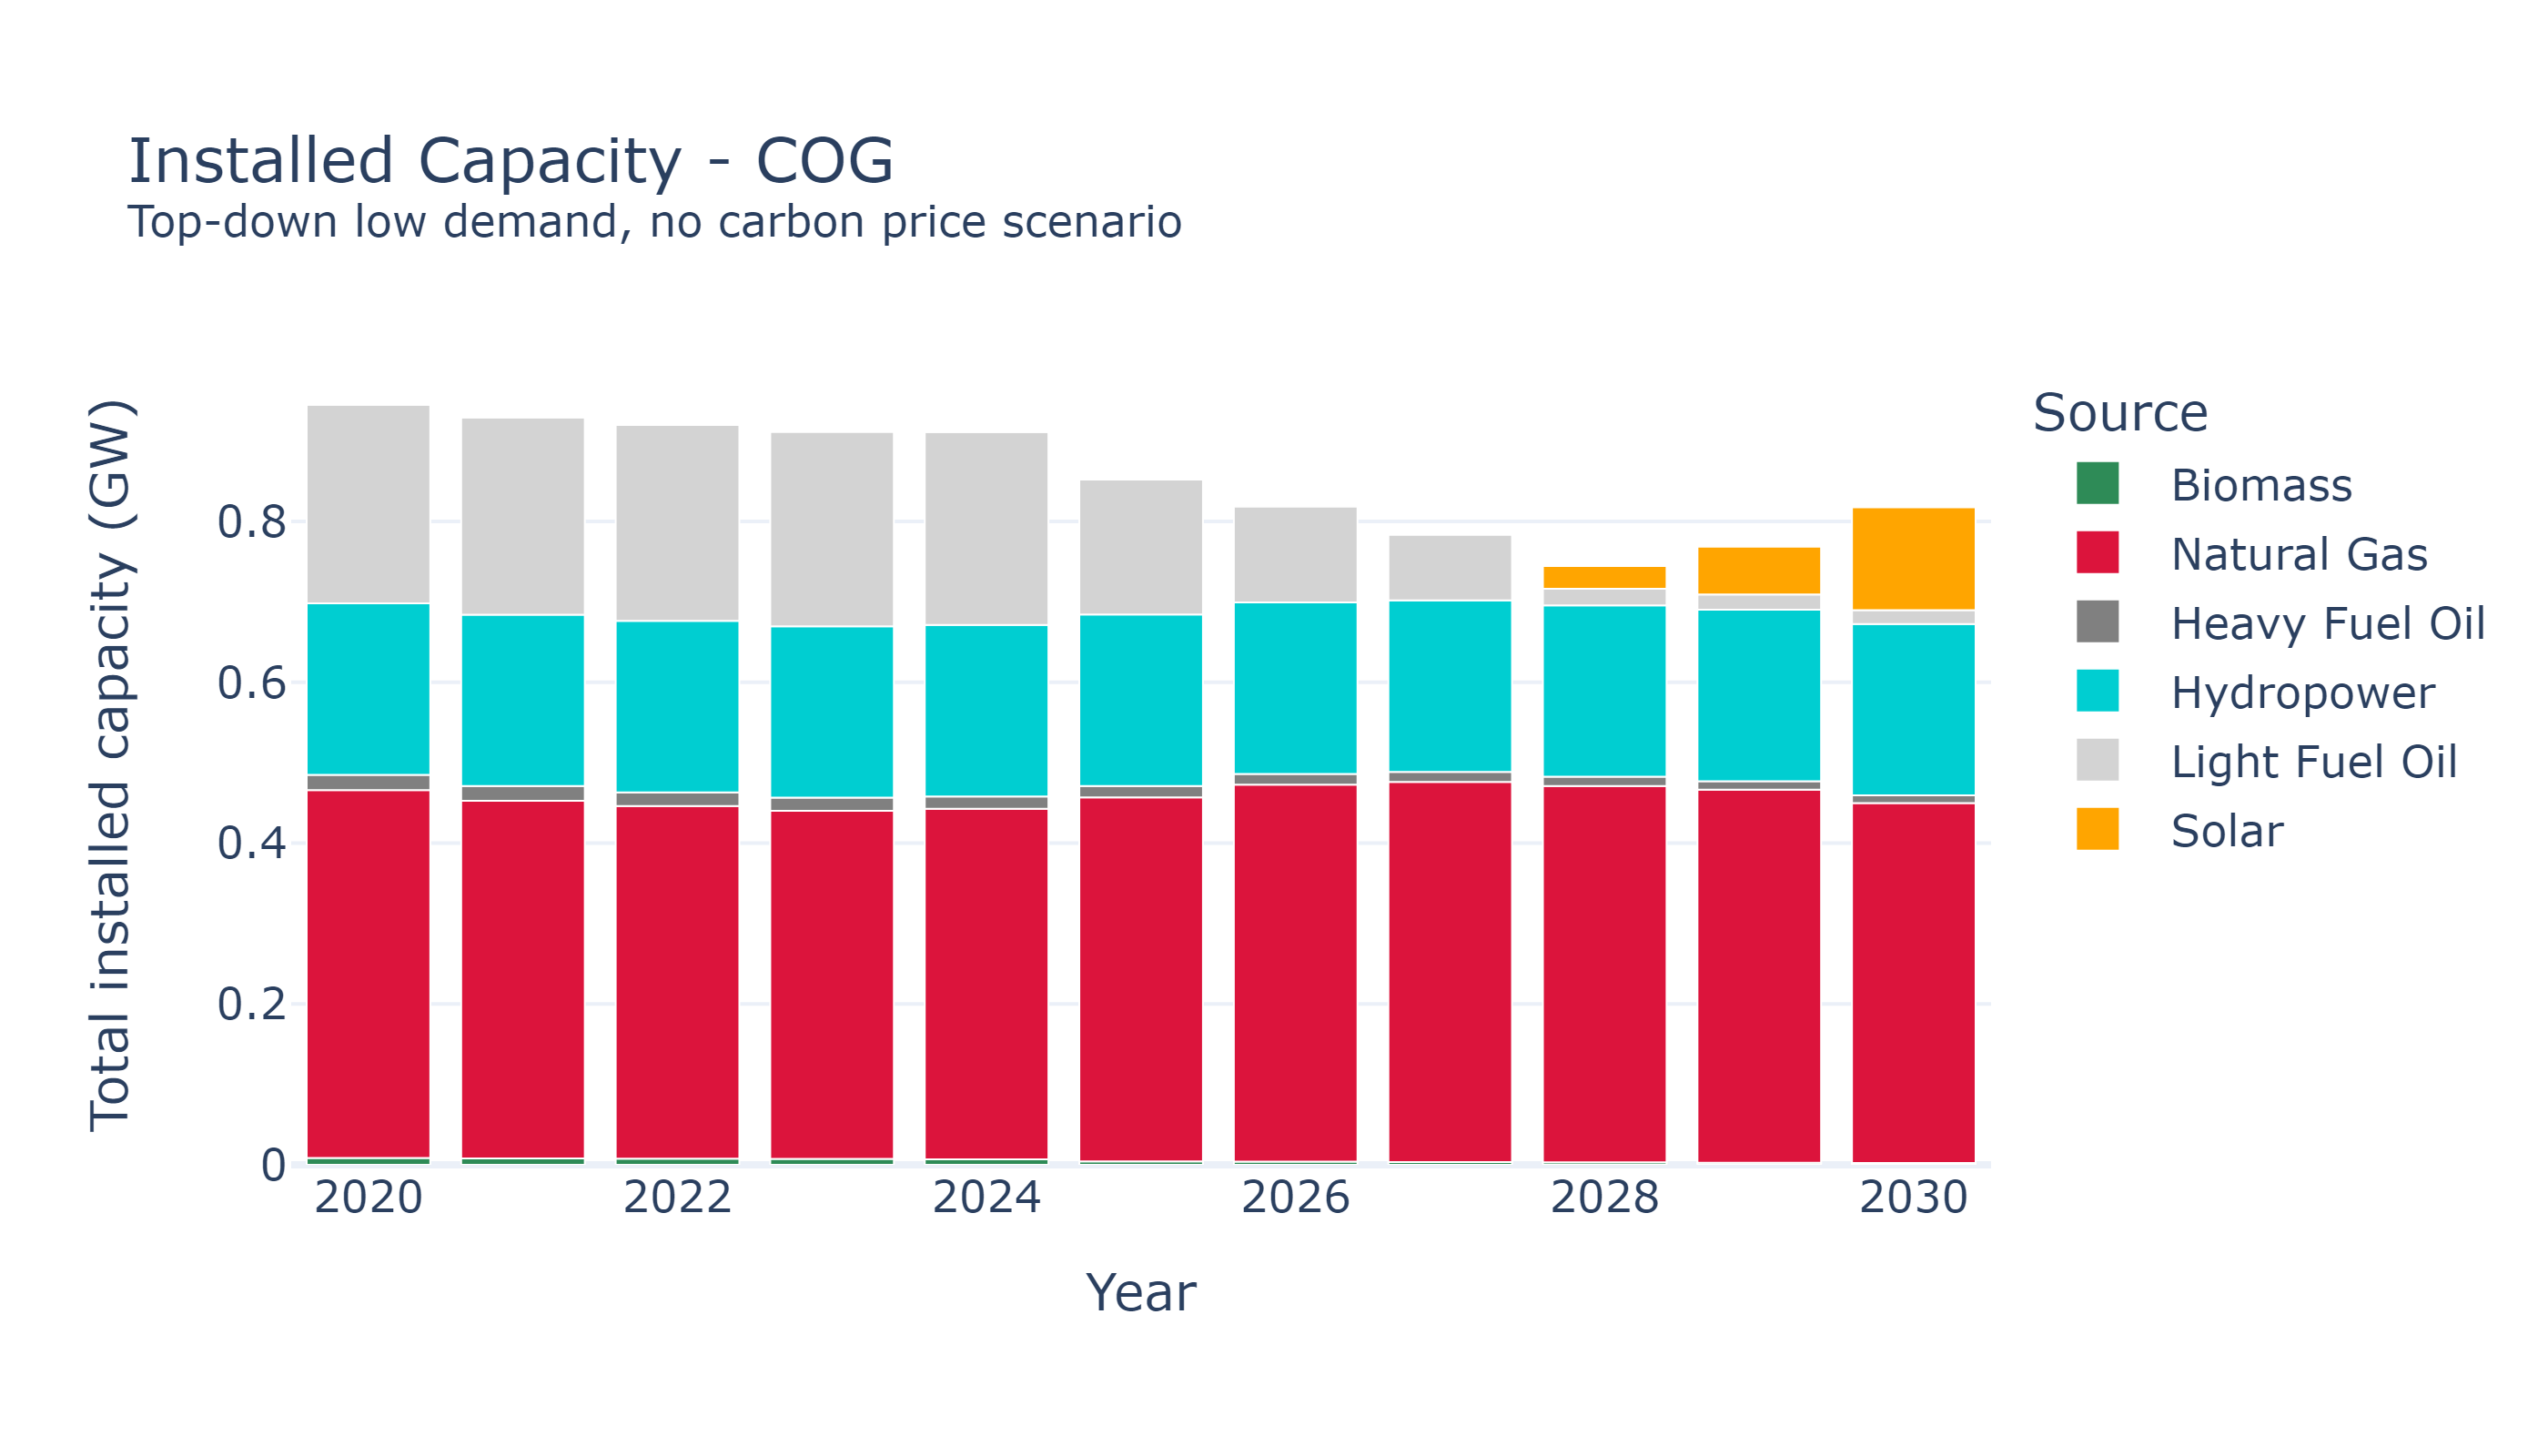 Installed Capacity - COG
Top-down low demand, no carbon price scenario
Total installed capacity (GW)
0.8
0.6
0.4
0.2
0
2020
2022
2024
2026
2028
2030
Year
Source
Biomass
Natural Gas
Heavy Fuel Oil
Hydropower
Light Fuel Oil
Solar